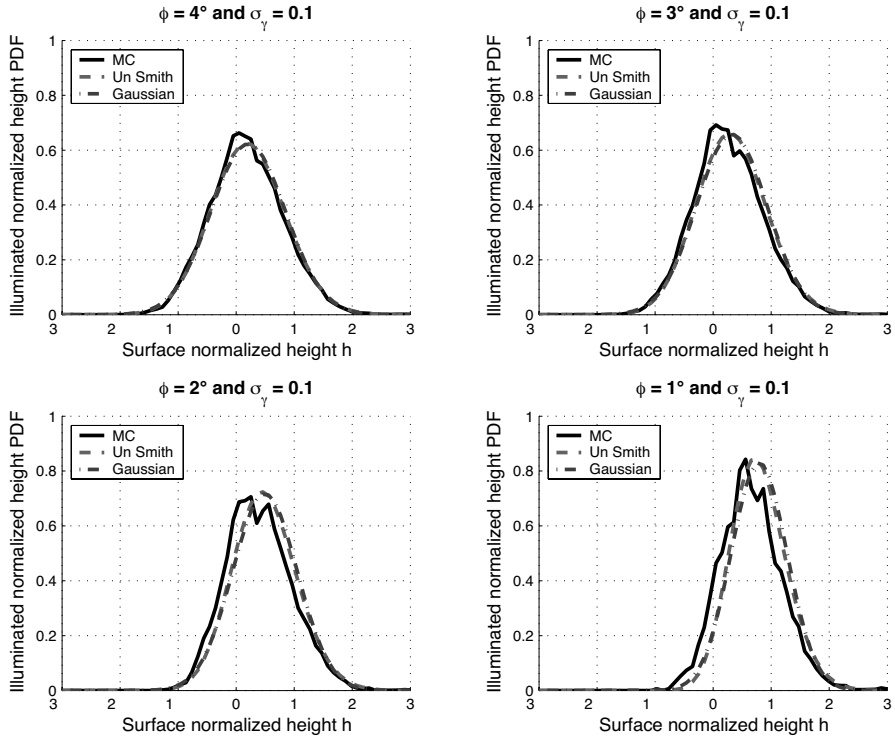 ϕ = 4° and σγ = 0.1
Illuminated normalized height PDF
1
0.8
0.6
0.4
0.2
0
MC
Un Smith
Gaussian
3 2 1 0 1 2 3
Surface normalized height h
ϕ = 3° and σγ = 0.1
Illuminated normalized height PDF
1
0.8
0.6
0.4
0.2
0
MC
Un Smith
Gaussian
3 2 1 0 1 2 3
Surface normalized height h
ϕ = 2° and σγ = 0.1
Illuminated normalized height PDF
1
0.8
0.6
0.4
0.2
0
MC
Un Smith
Gaussian
3 2 1 0 1 2 3
Surface normalized height h
ϕ = 1° and σγ = 0.1
Illuminated normalized height PDF
1
0.8
0.6
0.4
0.2
0
MC
Un Smith
Gaussian
3 2 1 0 1 2 3
Surface normalized height h